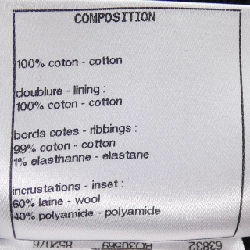 COMPOSITION
100% coton - cotton
doublure - lining :
100% coton - cotton
bords cotes - ribbings :
99% coton - cotton
1% elasthanne - elastane
incrustations - inset :
60% laine - wool
40% polyamide - polyamide
63832